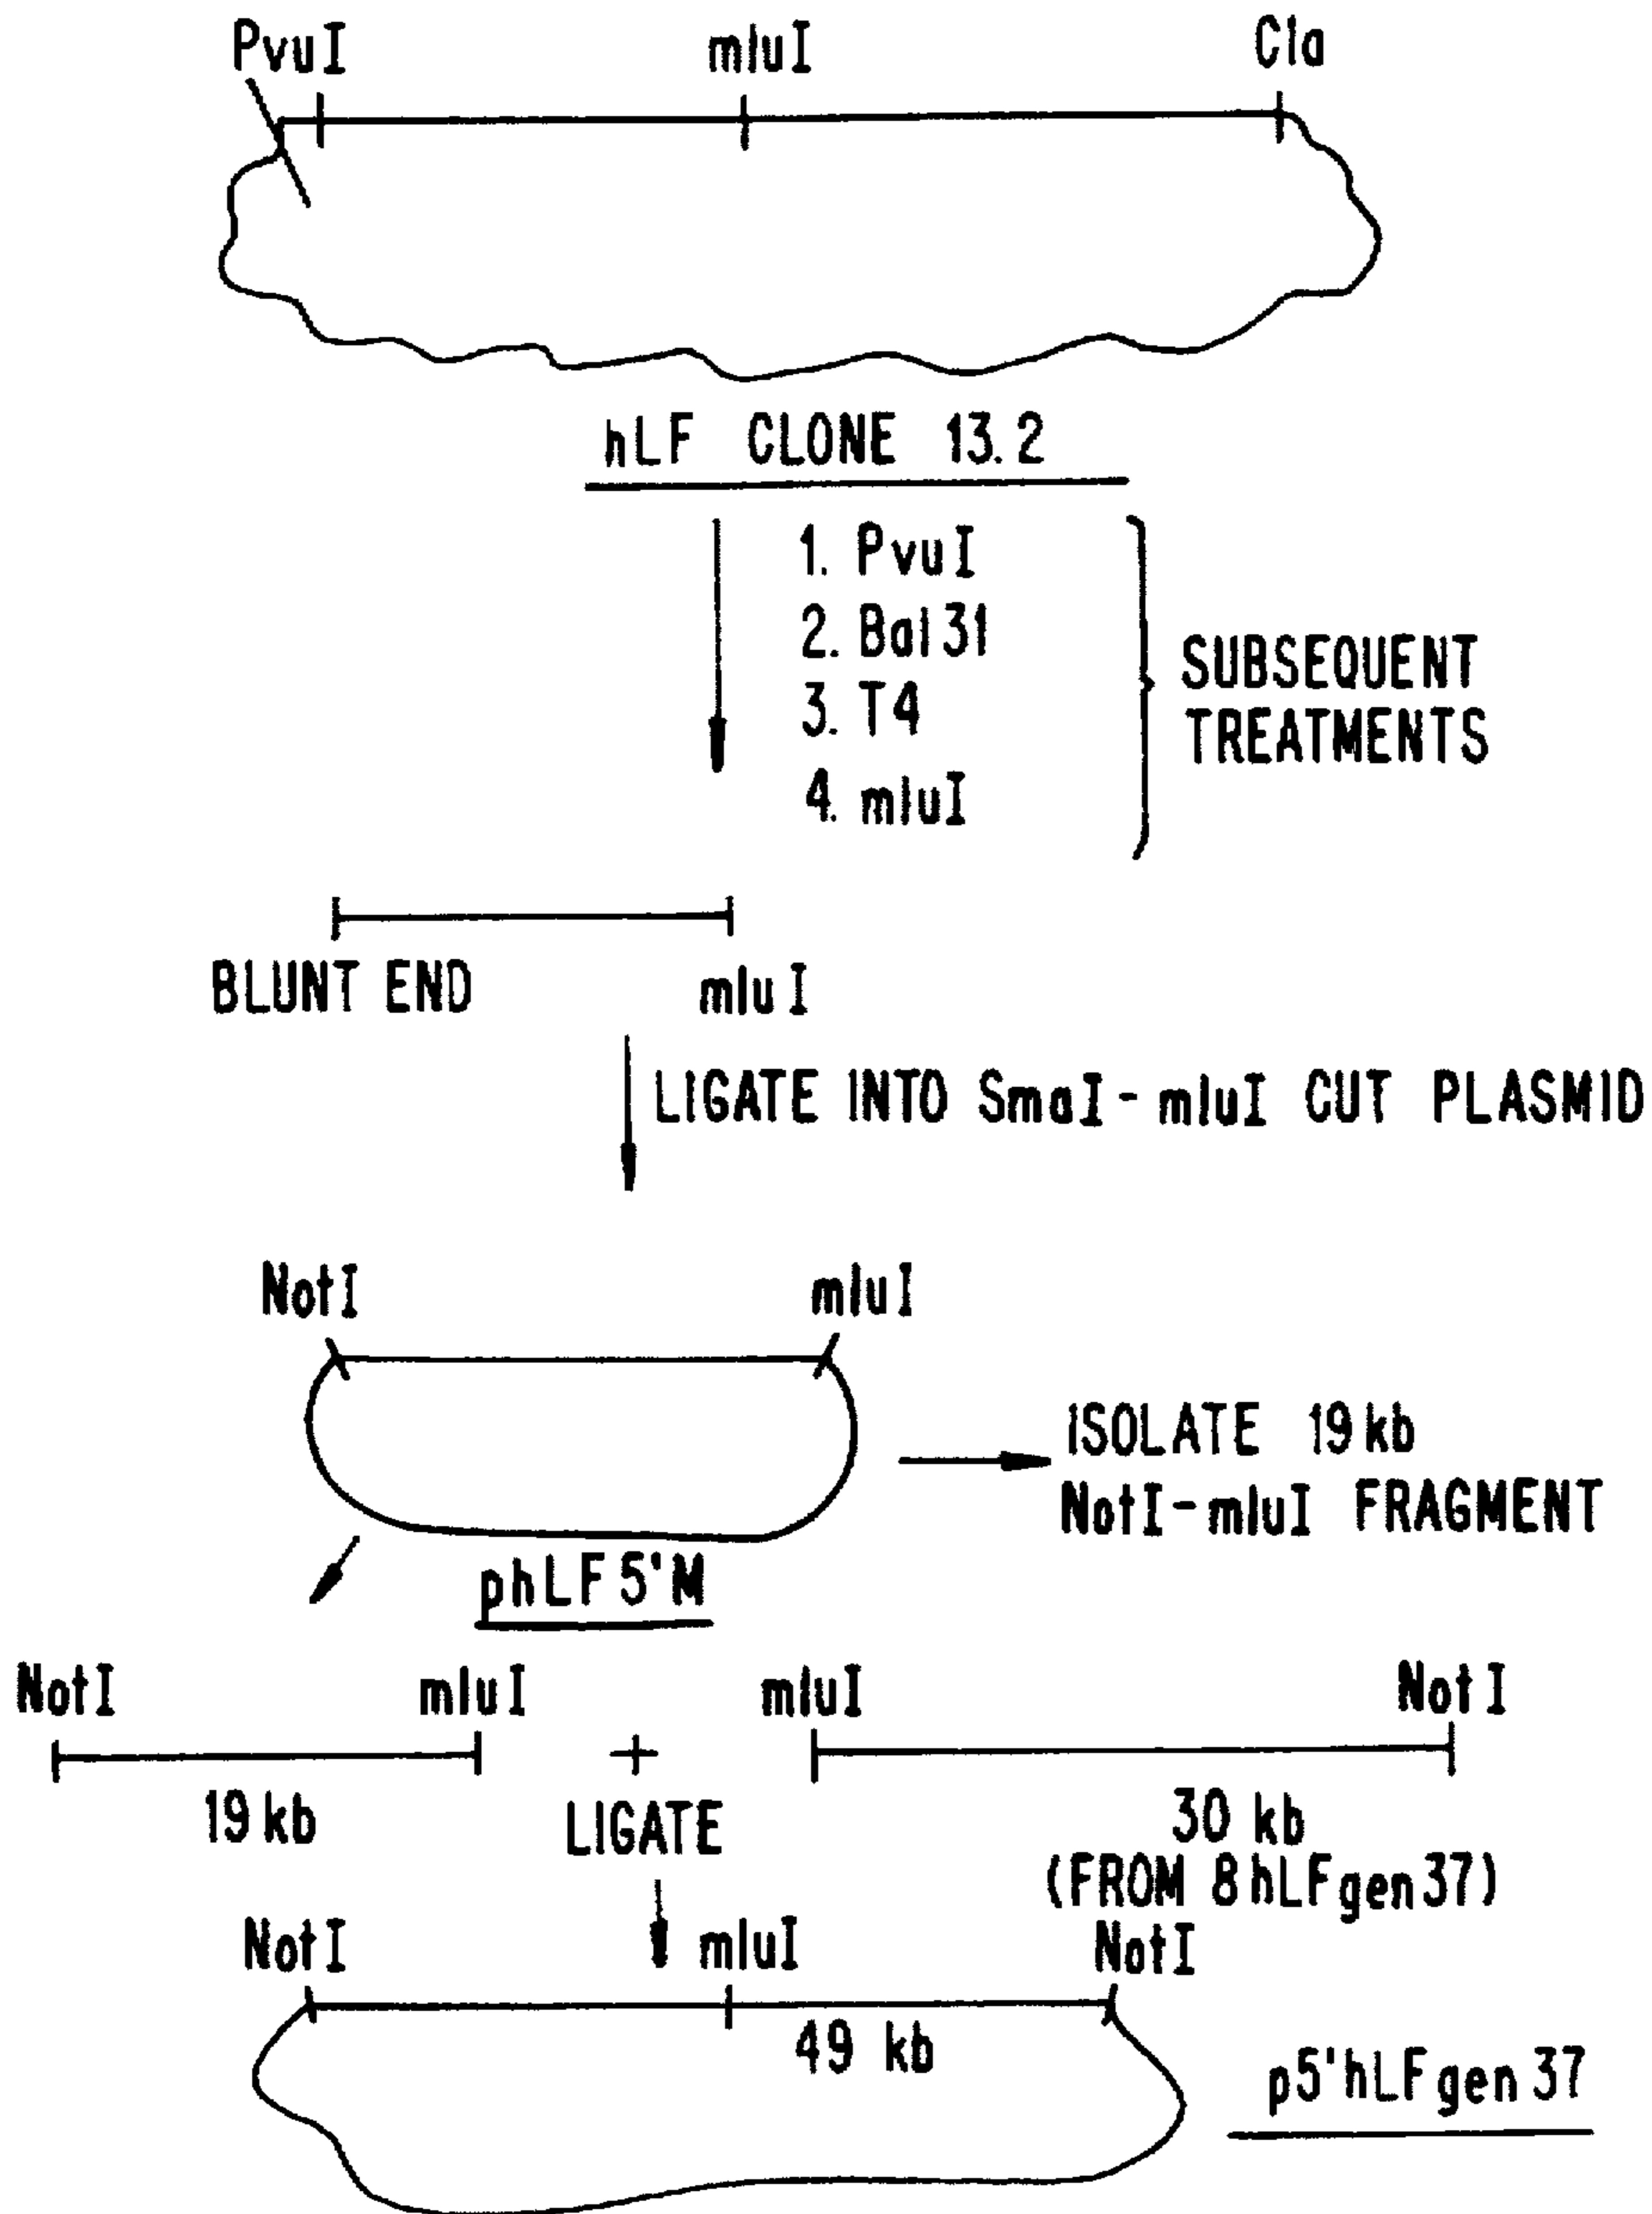 PvuI mluI Cla
hLF CLONE 13.2
1. PvuI
2. Bal31
3. T4
4. mluI
SUBSEQUENT
TREATMENTS
BLUNT END mluI
LIGATE INTO SmaI-mluI CUT PLASMID
NotI mluI
ISOLATE 19kb
NotI-mluI FRAGMENT
phLF5'M
NotI mluI mluI NotI
+
19kb
LIGATE
30 kb
(FROM 8hLFgen37)
NotI mluI NotI
49 kb
p5'hLFgen37